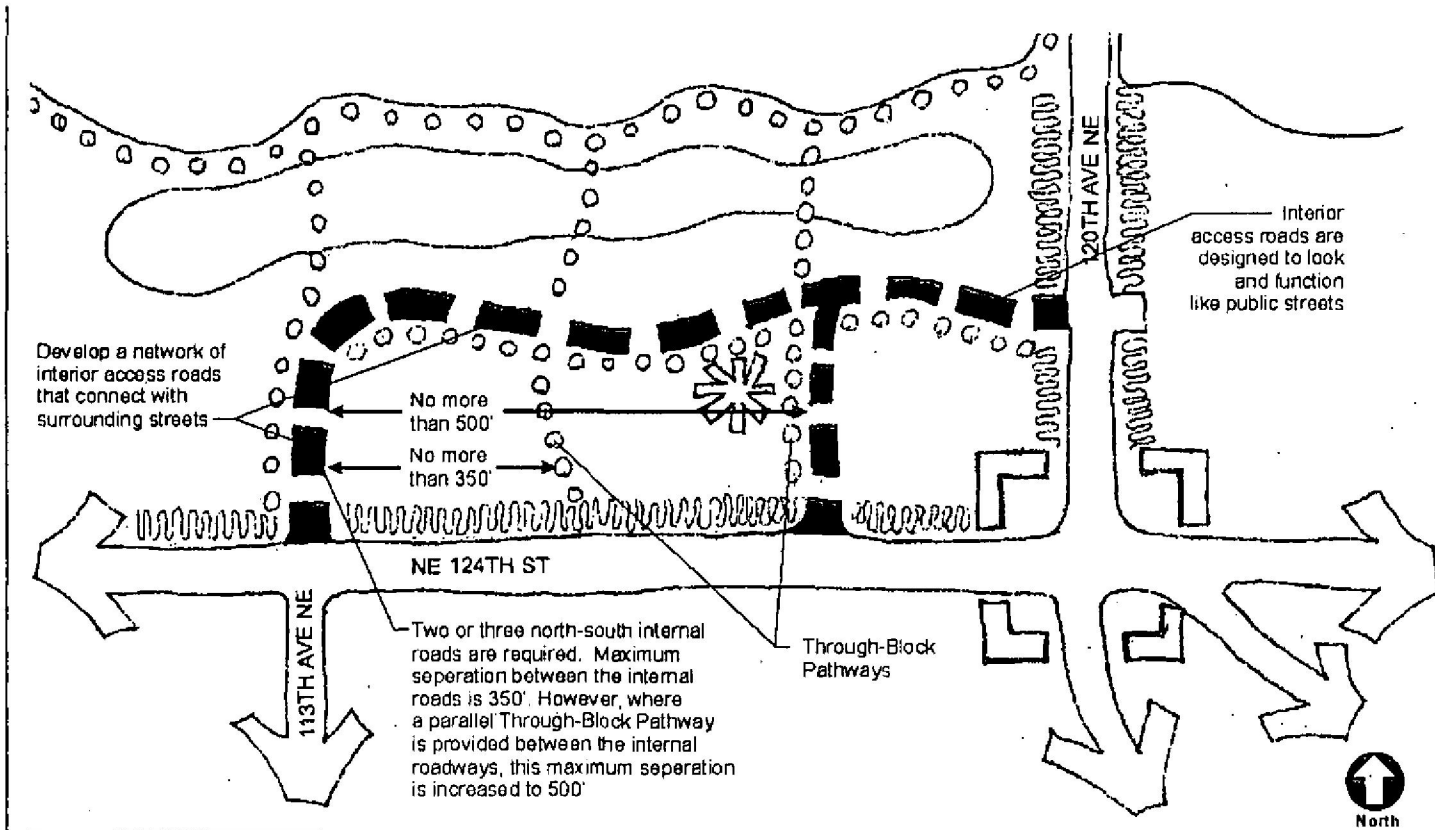 120TH AVE NE
Interior
access roads are
designed to look
and function
like public streets
Develop a network of
interior access roads
that connect with
surrounding streets
No more
than 500'
No more
than 350'
NE 124TH ST
113TH AVE NE
Two or three north-south internal
roads are required. Maximum
seperation between the internal
roads is 350'. However, where
a parallel Through-Block Pathway
is provided between the internal
roadways, this maximum seperation
is increased to 500'
Through-Block
Pathways
North